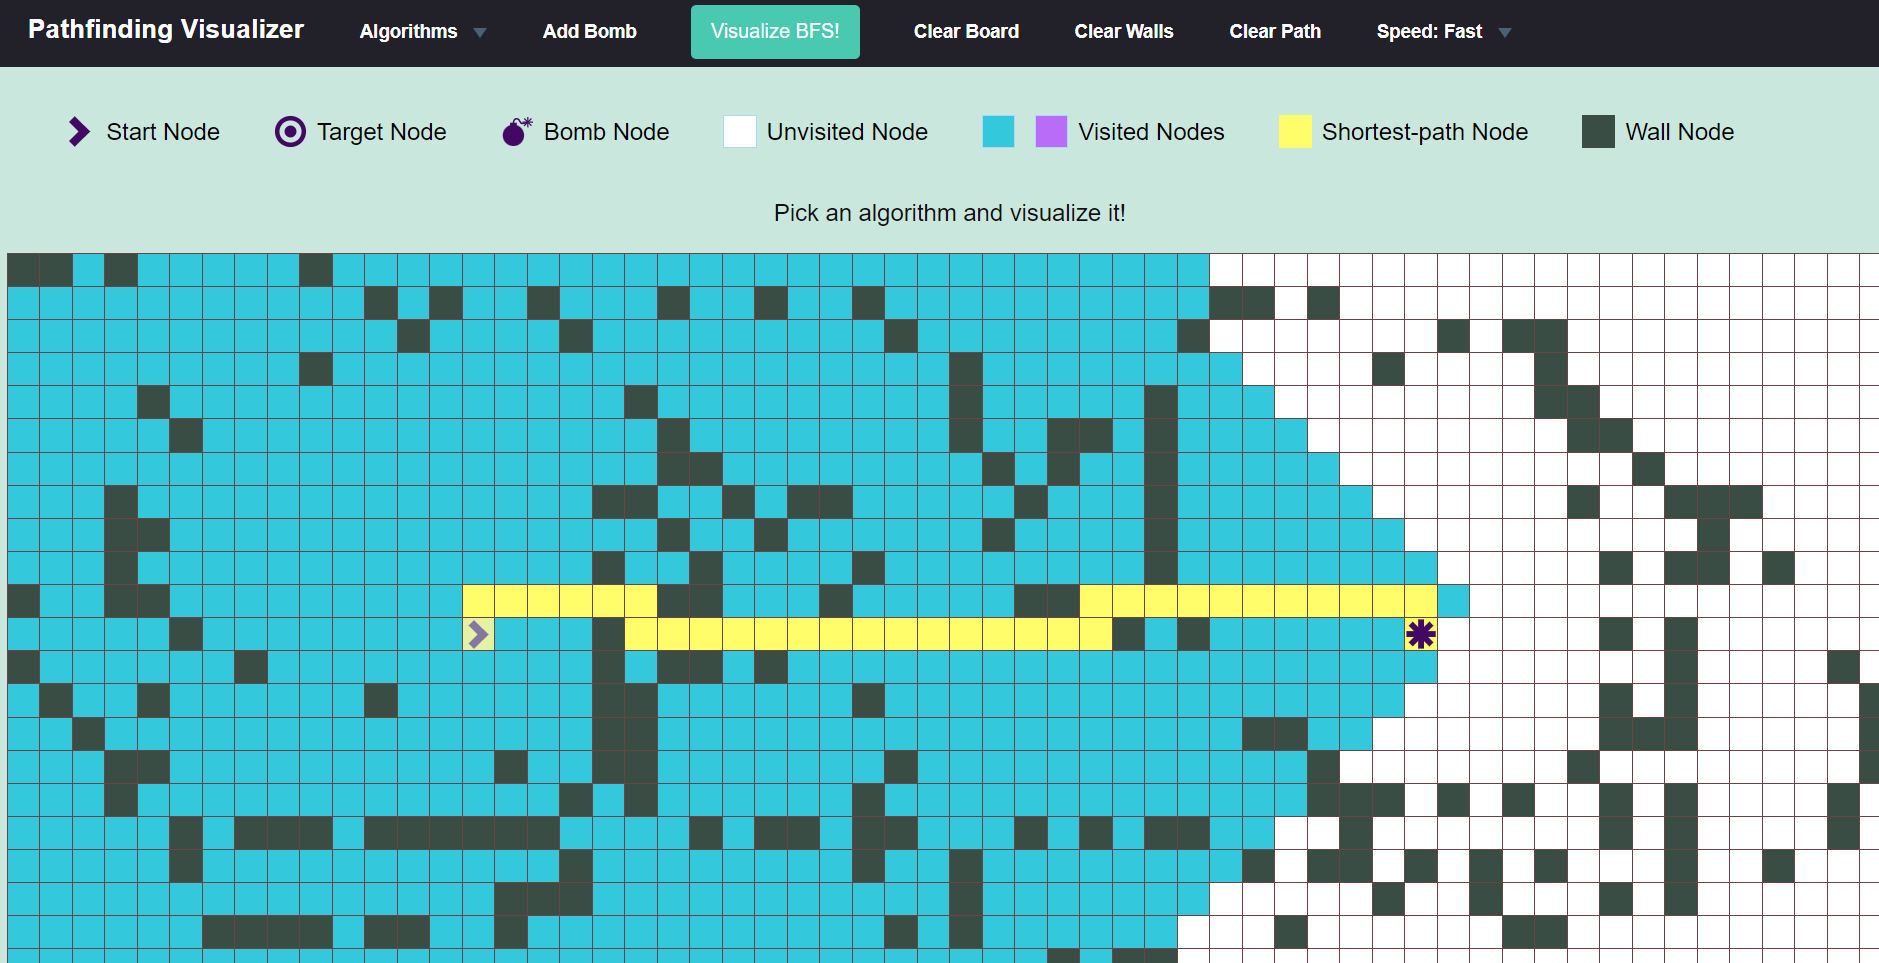 Pathfinding Visualizer Algorithms Add Bomb Visualize BFS! Clear Board Clear Walls Clear Path Speed: Fast
Start Node Target Node Bomb Node Unvisited Node Visited Nodes Shortest-path Node Wall Node
Pick an algorithm and visualize it!